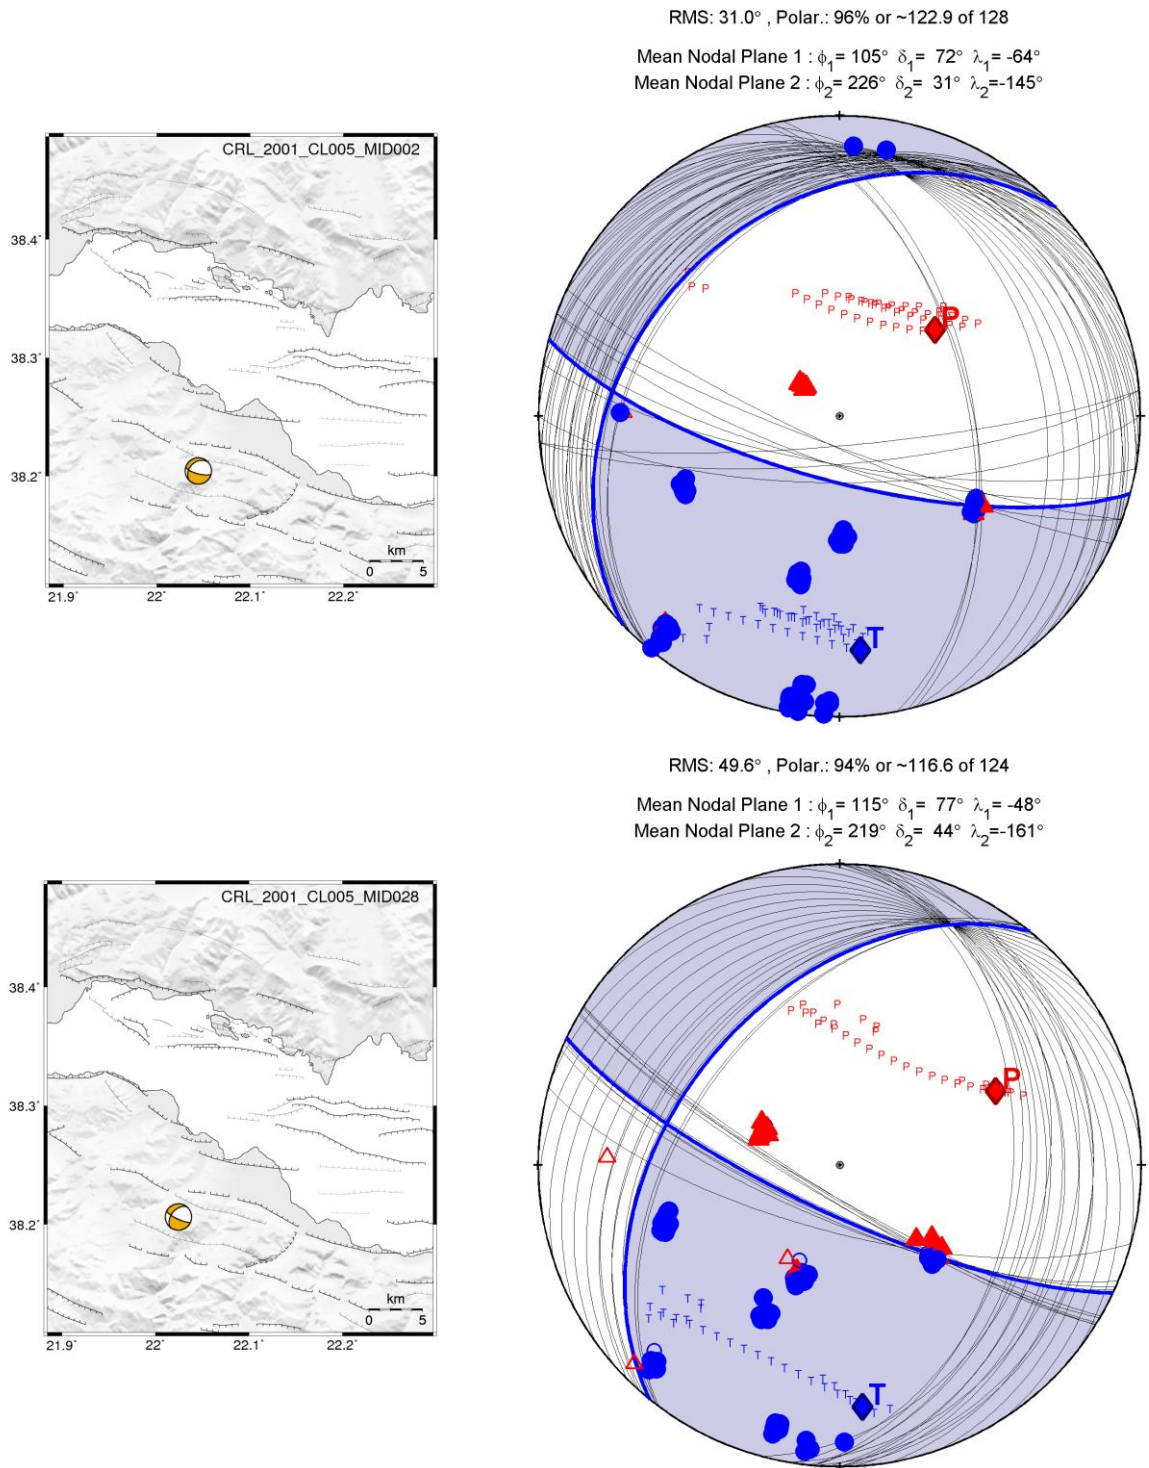 RMS: 31.0° , Polar.: 96% or ~122.9 of 128
Mean Nodal Plane 1 : ϕ₁= 105° δ₁= 72° λ₁= -64°
Mean Nodal Plane 2 : ϕ₂= 226° δ₂= 31° λ₂=-145°
CRL_2001_CL005_MID002
38.4°
38.3°
38.2°
km
0 5
21.9° 22° 22.1° 22.2°
P
T
RMS: 49.6° , Polar.: 94% or ~116.6 of 124
Mean Nodal Plane 1 : ϕ₁= 115° δ₁= 77° λ₁= -48°
Mean Nodal Plane 2 : ϕ₂= 219° δ₂= 44° λ₂=-161°
CRL_2001_CL005_MID028
38.4°
38.3°
38.2°
km
0 5
21.9° 22° 22.1° 22.2°
P
T